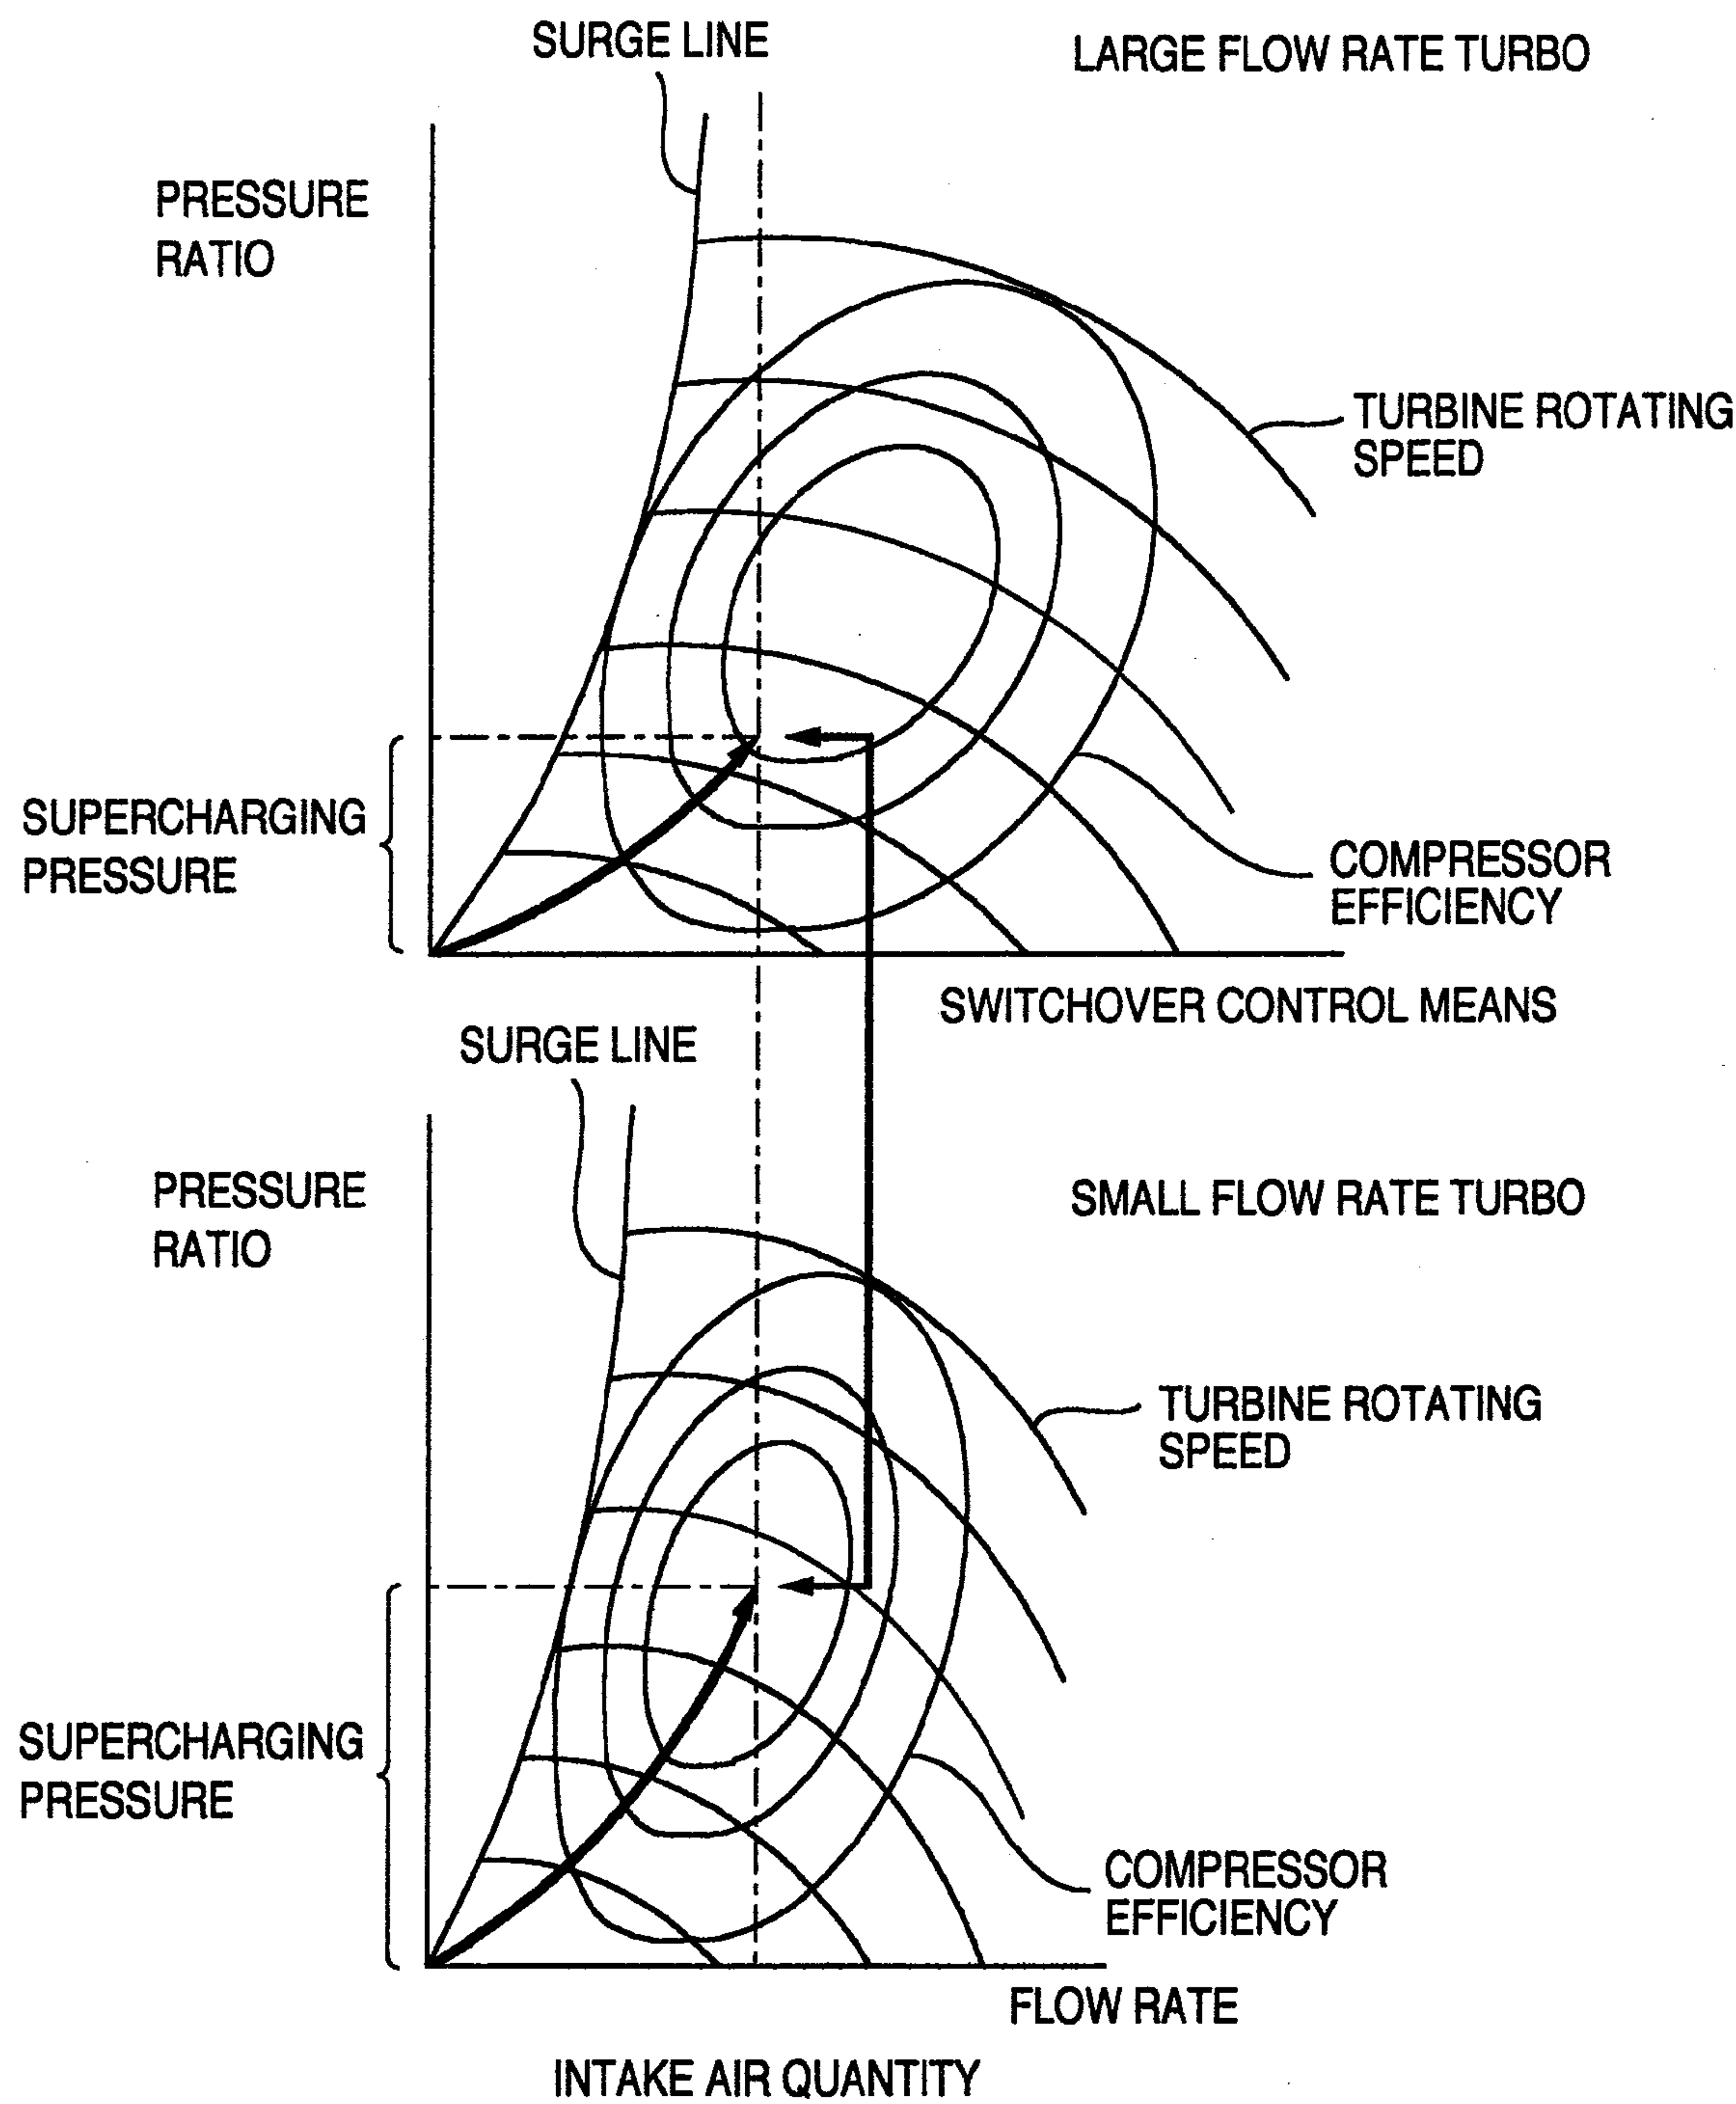 SURGE LINE
LARGE FLOW RATE TURBO
PRESSURE
RATIO
TURBINE ROTATING
SPEED
SUPERCHARGING
PRESSURE
COMPRESSOR
EFFICIENCY
SWITCHOVER CONTROL MEANS
SURGE LINE
PRESSURE
RATIO
SMALL FLOW RATE TURBO
TURBINE ROTATING
SPEED
SUPERCHARGING
PRESSURE
COMPRESSOR
EFFICIENCY
FLOW RATE
INTAKE AIR QUANTITY